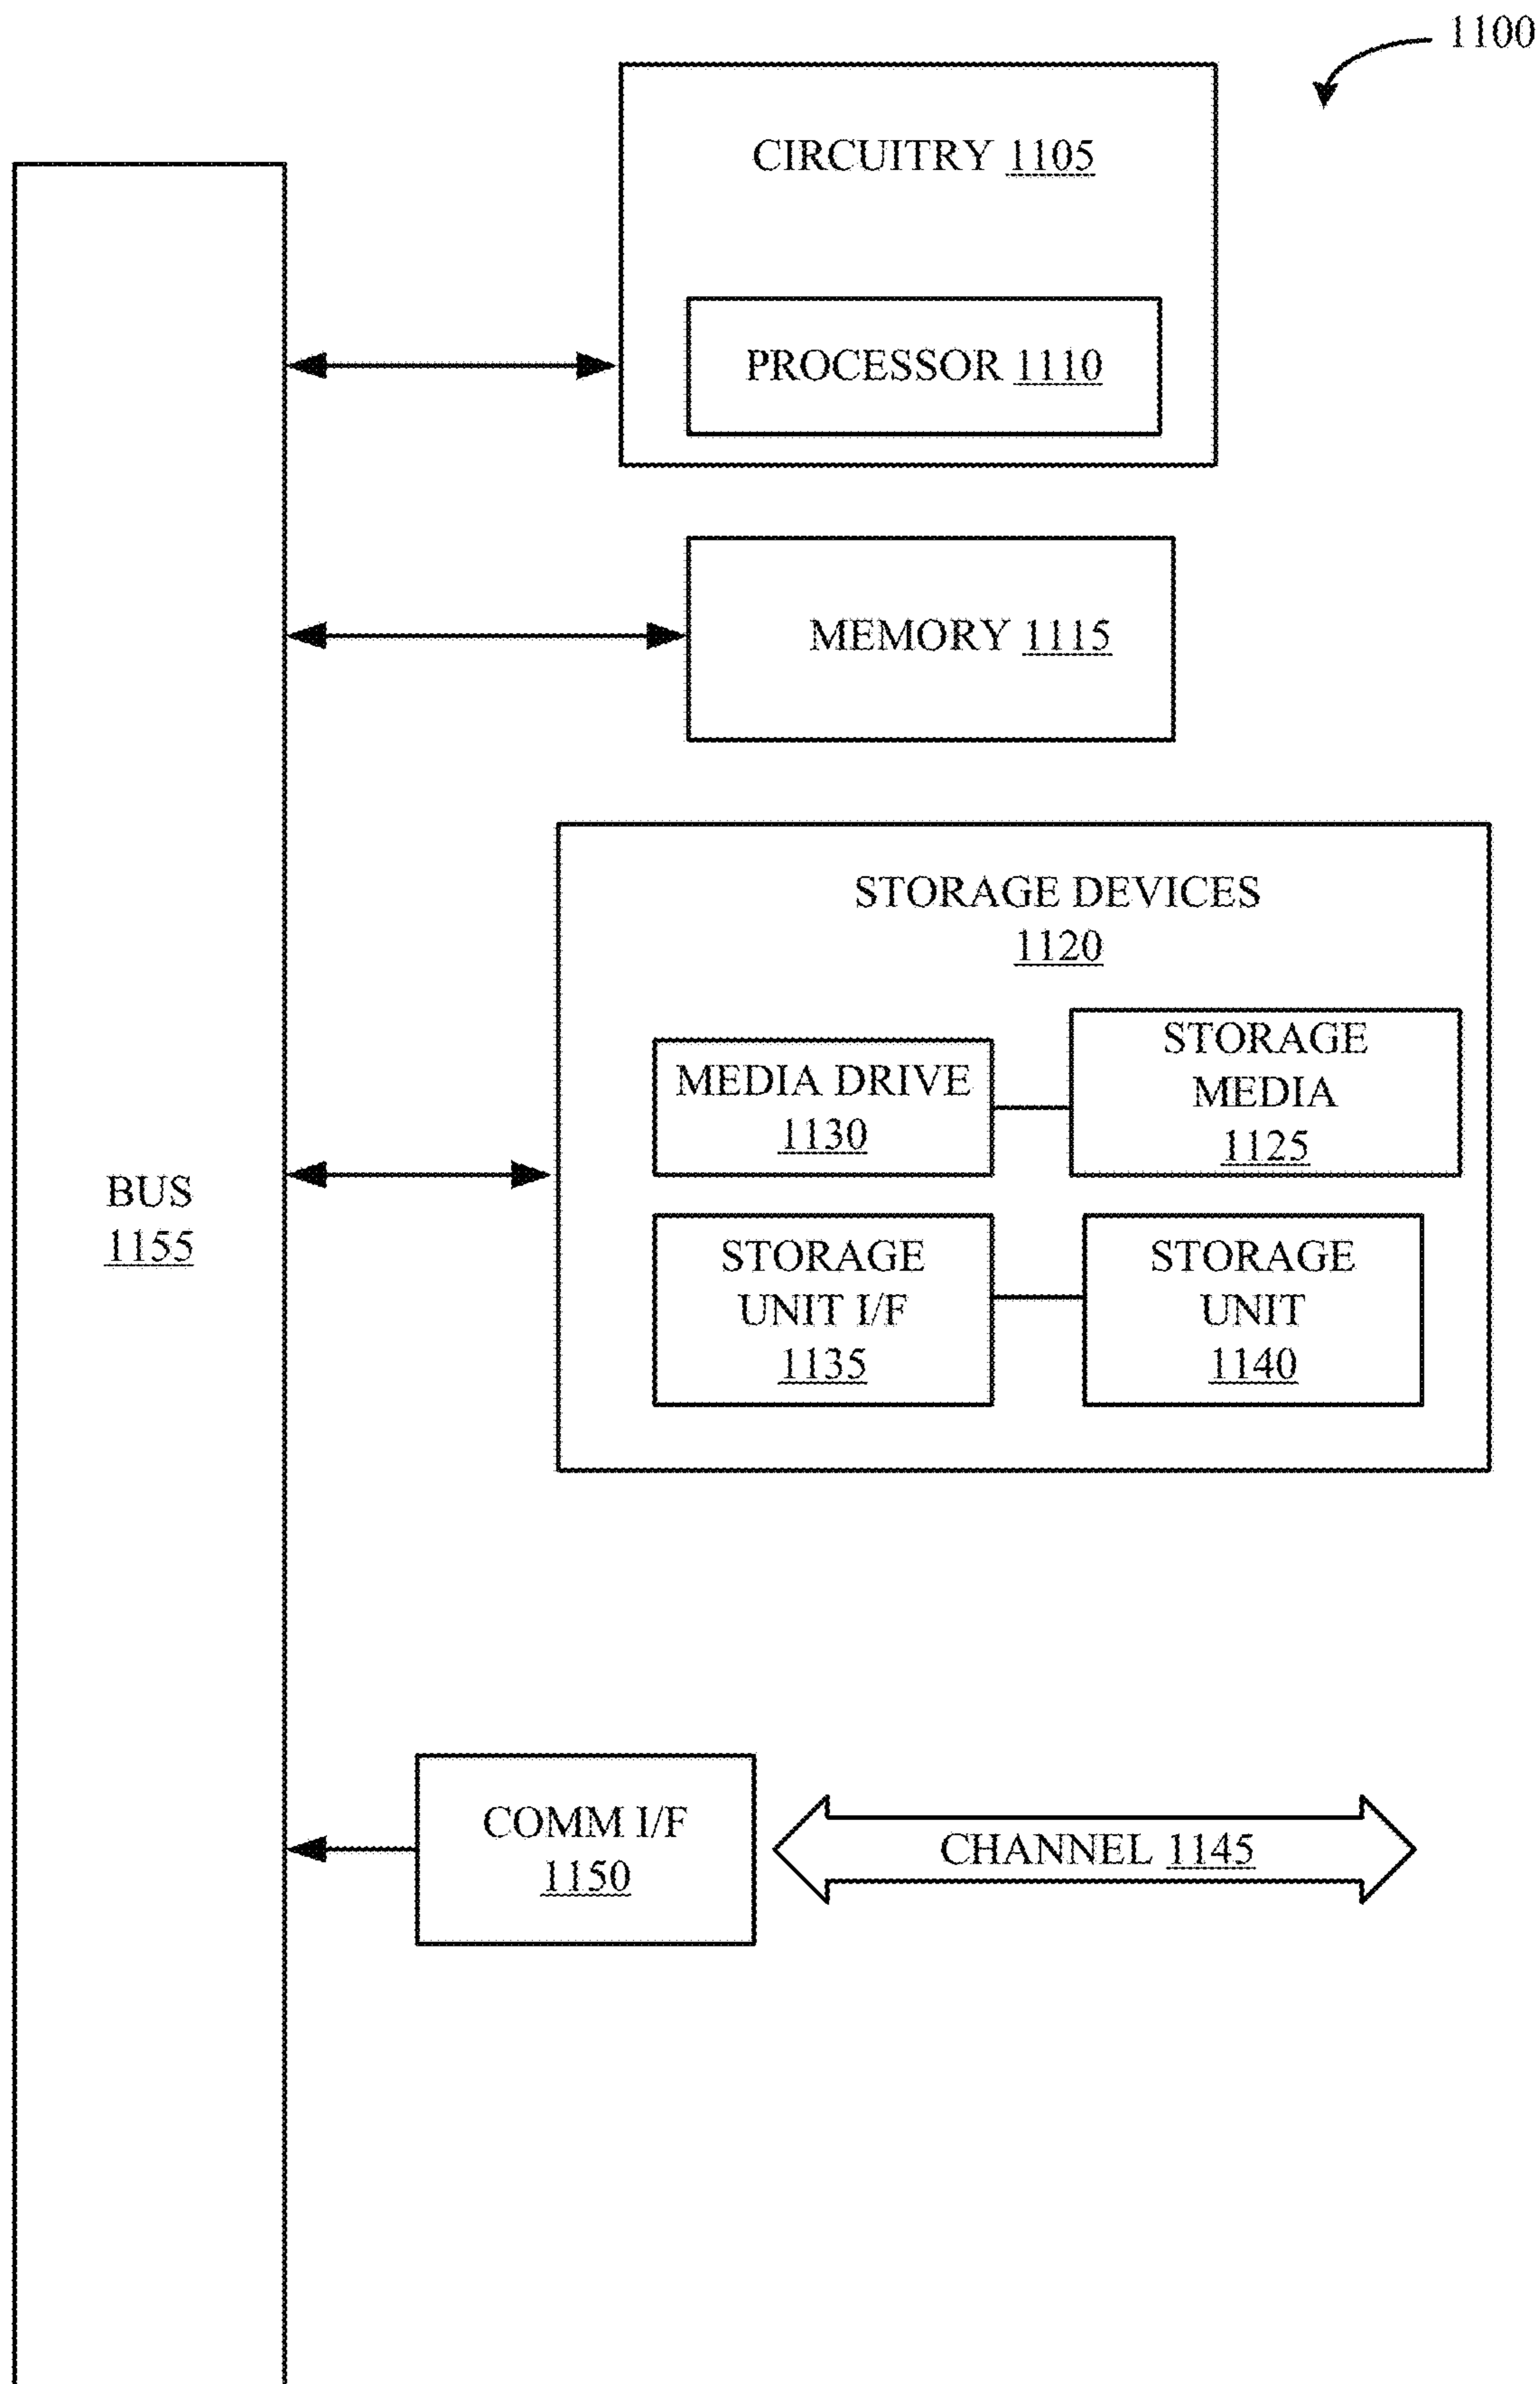 1100
CIRCUITRY 1105
PROCESSOR 1110
MEMORY 1115
STORAGE DEVICES
1120
MEDIA DRIVE
1130
STORAGE
MEDIA
1125
BUS
1155
STORAGE
UNIT I/F
1135
STORAGE
UNIT
1140
COMM I/F
1150
CHANNEL 1145